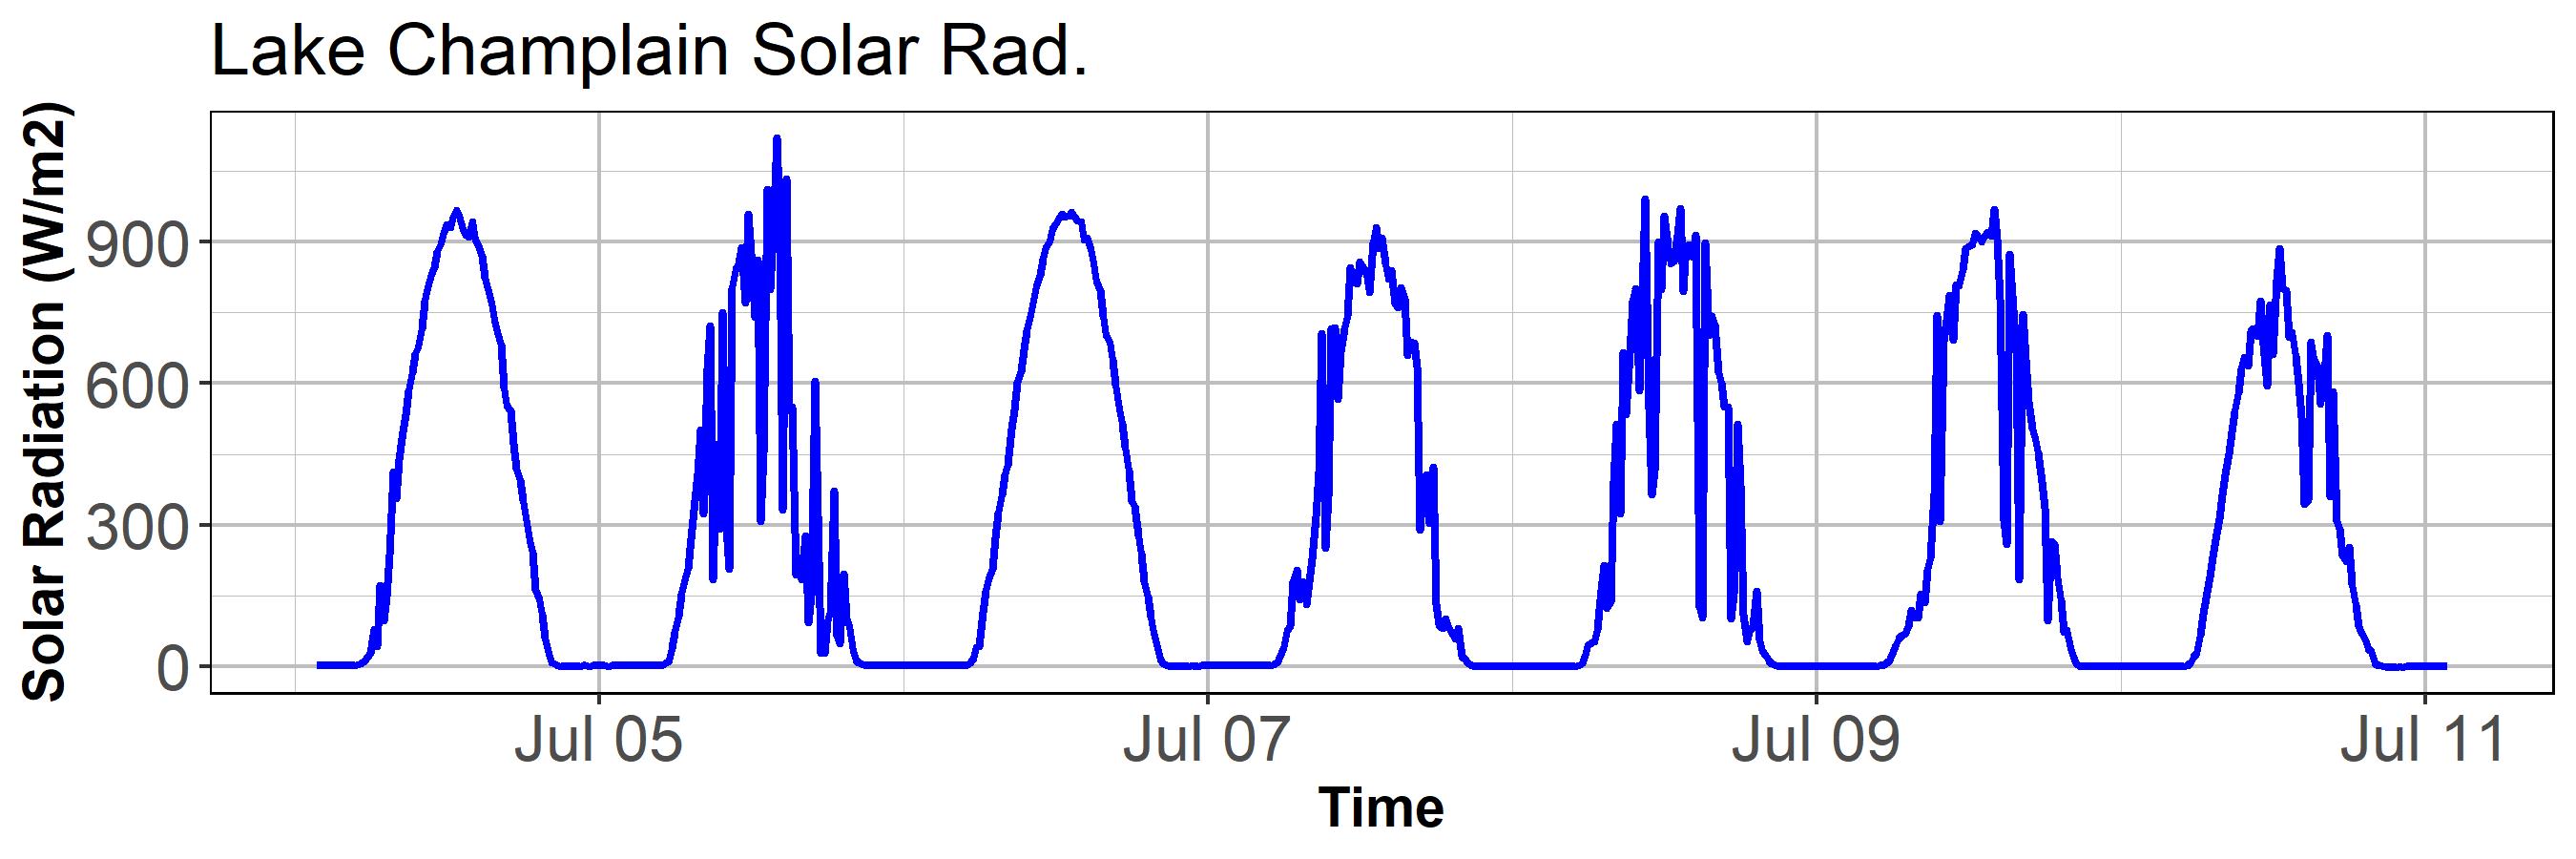 Lake Champlain Solar Rad.
Solar Radiation (W/m2)
900
600
300
0
Jul 05 Jul 07 Jul 09 Jul 11
Time